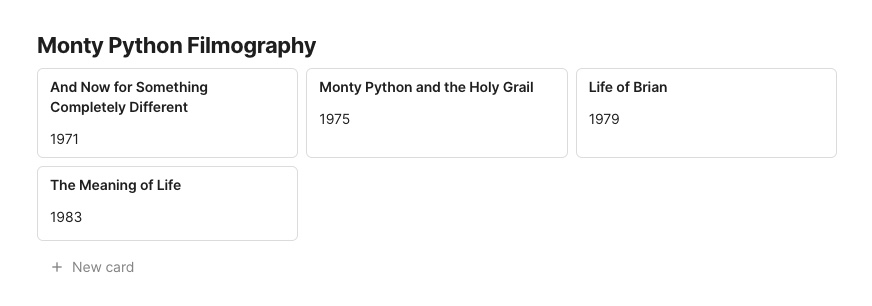 Monty Python Filmography
And Now for Something
Completely Different
1971
Monty Python and the Holy Grail
1975
Life of Brian
1979
The Meaning of Life
1983
+ New card